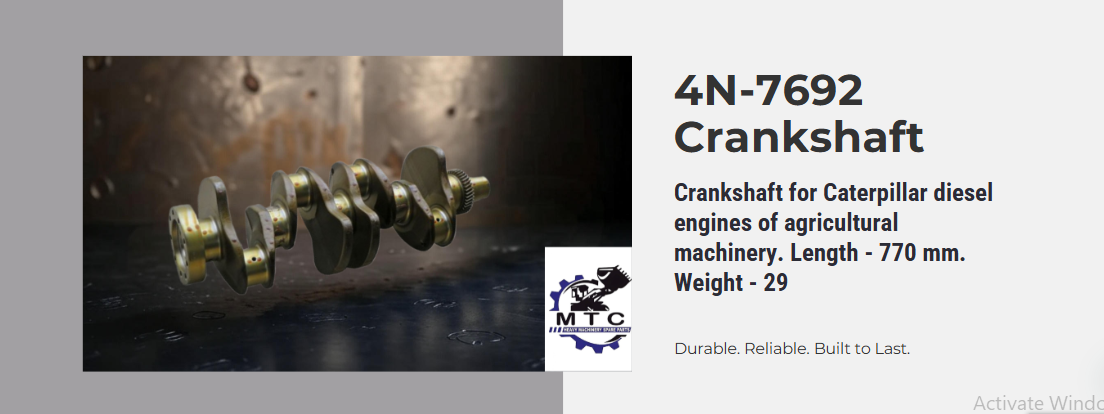 4N-7692
Crankshaft
Crankshaft for Caterpillar diesel
engines of agricultural
machinery. Length - 770 mm.
Weight - 29
MTC
HEAVY MACHINERY SPARE PARTS
Durable. Reliable. Built to Last.
Activate